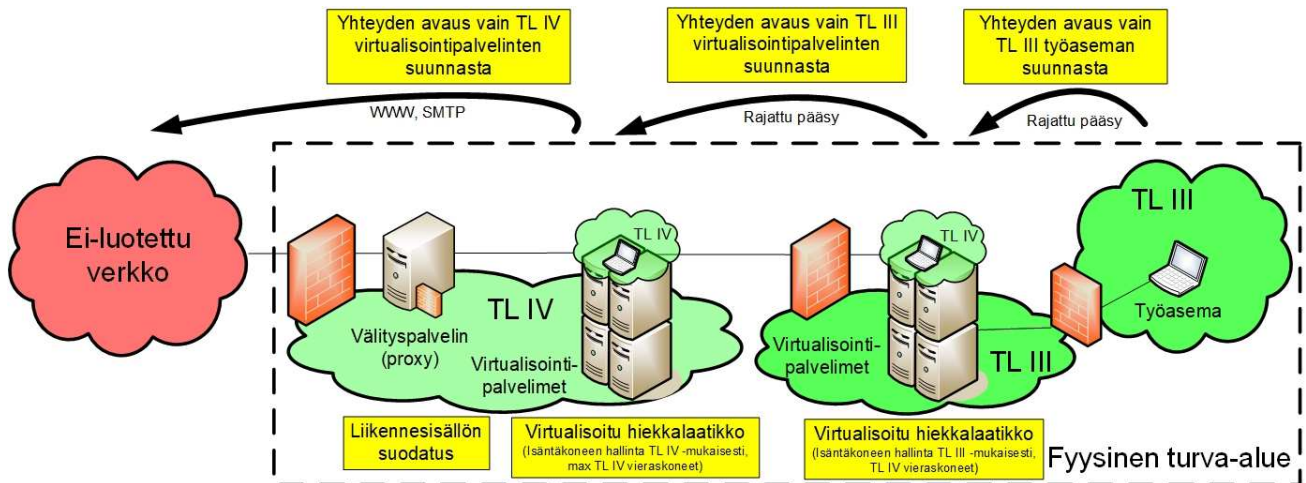 Yhteyden avaus vain TL IV
virtualisointipalvelinten
suunnasta
Yhteyden avaus vain TL III
virtualisointipalvelinten
suunnasta
Yhteyden avaus vain
TL III työaseman
suunnasta
WWW, SMTP
Rajattu pääsy
Rajattu pääsy
Ei-luotettu
verkko
TL IV
TL IV
TL III
TL IV
Välityspalvelin
(proxy)
Virtualisointi-
palvelimet
Virtualisointi-
palvelimet
TL III
Työasema
Liikennesisällön
suodatus
Virtualisoitu hiekkalaatikko
(Isäntäkoneen hallinta TL IV -mukaisesti,
max TL IV vieraskoneet)
Virtualisoitu hiekkalaatikko
(Isäntäkoneen hallinta TL III -mukaisesti,
TL IV vieraskoneet)
Fyysinen turva-alue